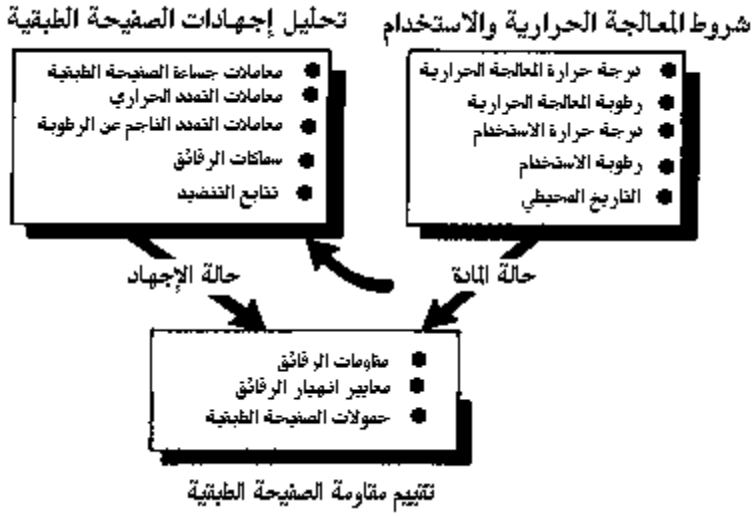 شروط المعالجة الحرارية والاستخدام
درجة حرارة المعالجة الحرارية
رطوبة المعالجة الحرارية
درجة حرارة الاستخدام
رطوبة الاستخدام
التاريخ المحيطي
تحليل إجهادات الصفيحة الطبقية
معاملات جساءة الصفيحة الطبقية
معاملات التمدد الحراري
معاملات التمدد الناجم عن الرطوبة
سماكات الرقائق
تتابع التنضيد
حالة المادة
حالة الإجهاد
مقاومات الرقائق
معايير انهيار الرقائق
حمولات الصفيحة الطبقية
تقييم مقاومة الصفيحة الطبقية